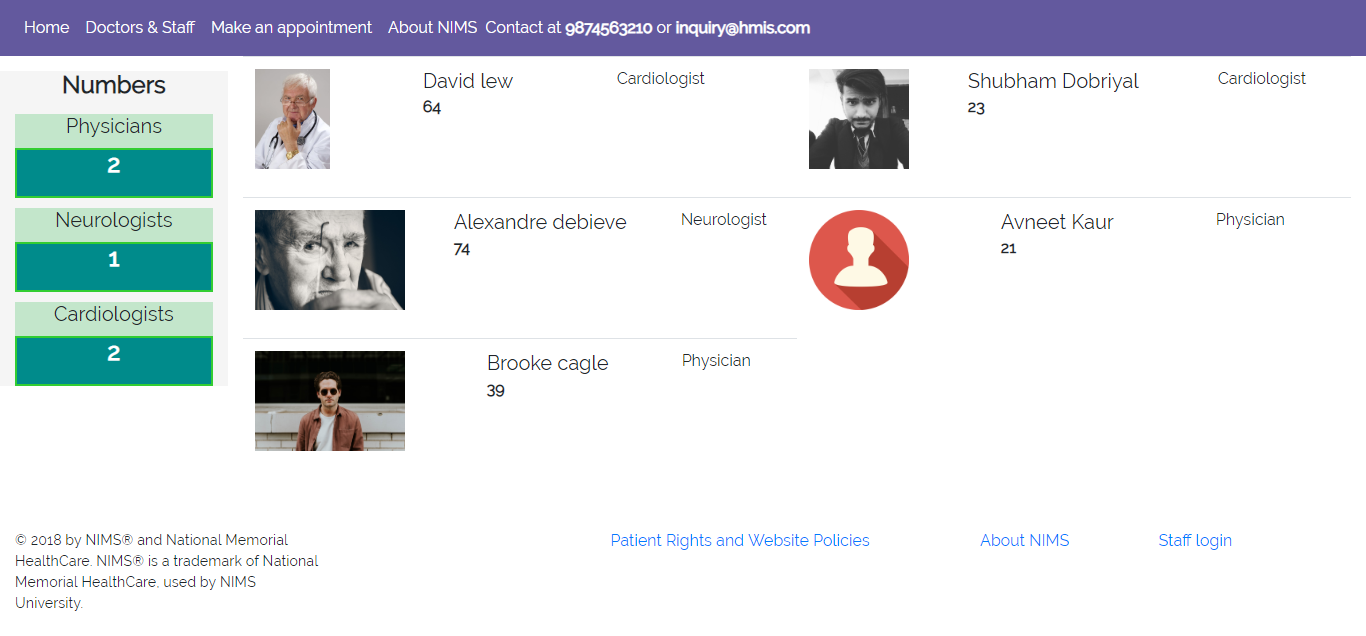 Home Doctors & Staff Make an appointment About NIMS Contact at 9874563210 or inquiry@hmis.com
Numbers
Physicians
2
Neurologists
1
Cardiologists
2
David lew
64
Cardiologist
Shubham Dobriyal
23
Cardiologist
Alexandre debieve
74
Neurologist
Avneet Kaur
21
Physician
Brooke cagle
39
Physician
© 2018 by NIMS® and National Memorial
HealthCare. NIMS® is a trademark of National
Memorial HealthCare, used by NIMS
University.
Patient Rights and Website Policies
About NIMS
Staff login